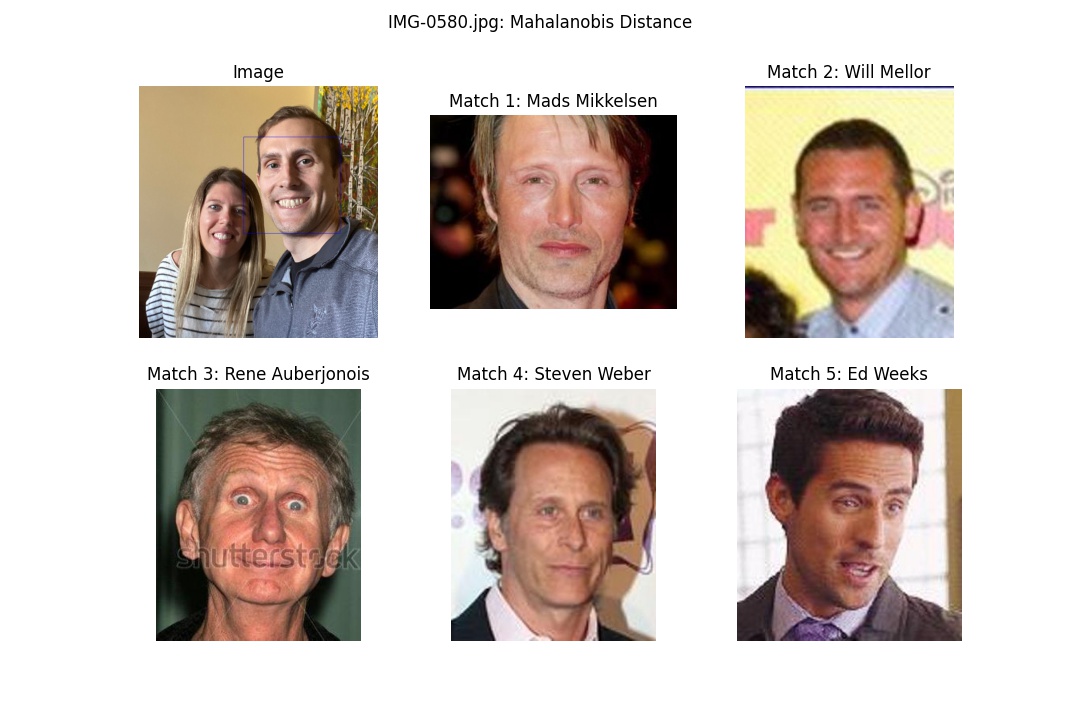 IMG-0580.jpg: Mahalanobis Distance
Image
Match 1: Mads Mikkelsen
Match 2: Will Mellor
Match 3: Rene Auberjonois
Match 4: Steven Weber
Match 5: Ed Weeks
shutterstock